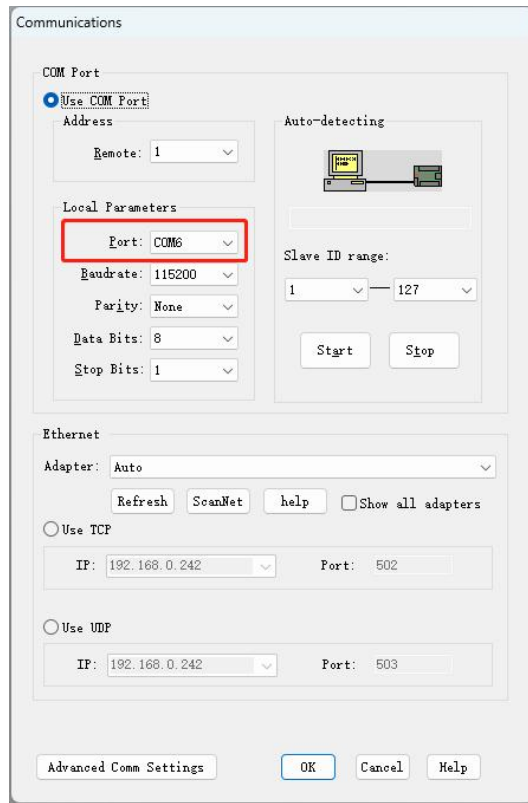 Communications
COM Port
Use COM Port
Address
Remote: 1
Local Parameters
Port: COM6
Baudrate: 115200
Parity: None
Data Bits: 8
Stop Bits: 1
Auto-detecting
Slave ID range:
1 — 127
Start Stop
Ethernet
Adapter: Auto
Refresh ScanNet help Show all adapters
Use TCP
IP: 192.168.0.242 Port: 502
Use UDP
IP: 192.168.0.242 Port: 503
Advanced Comm Settings OK Cancel Help